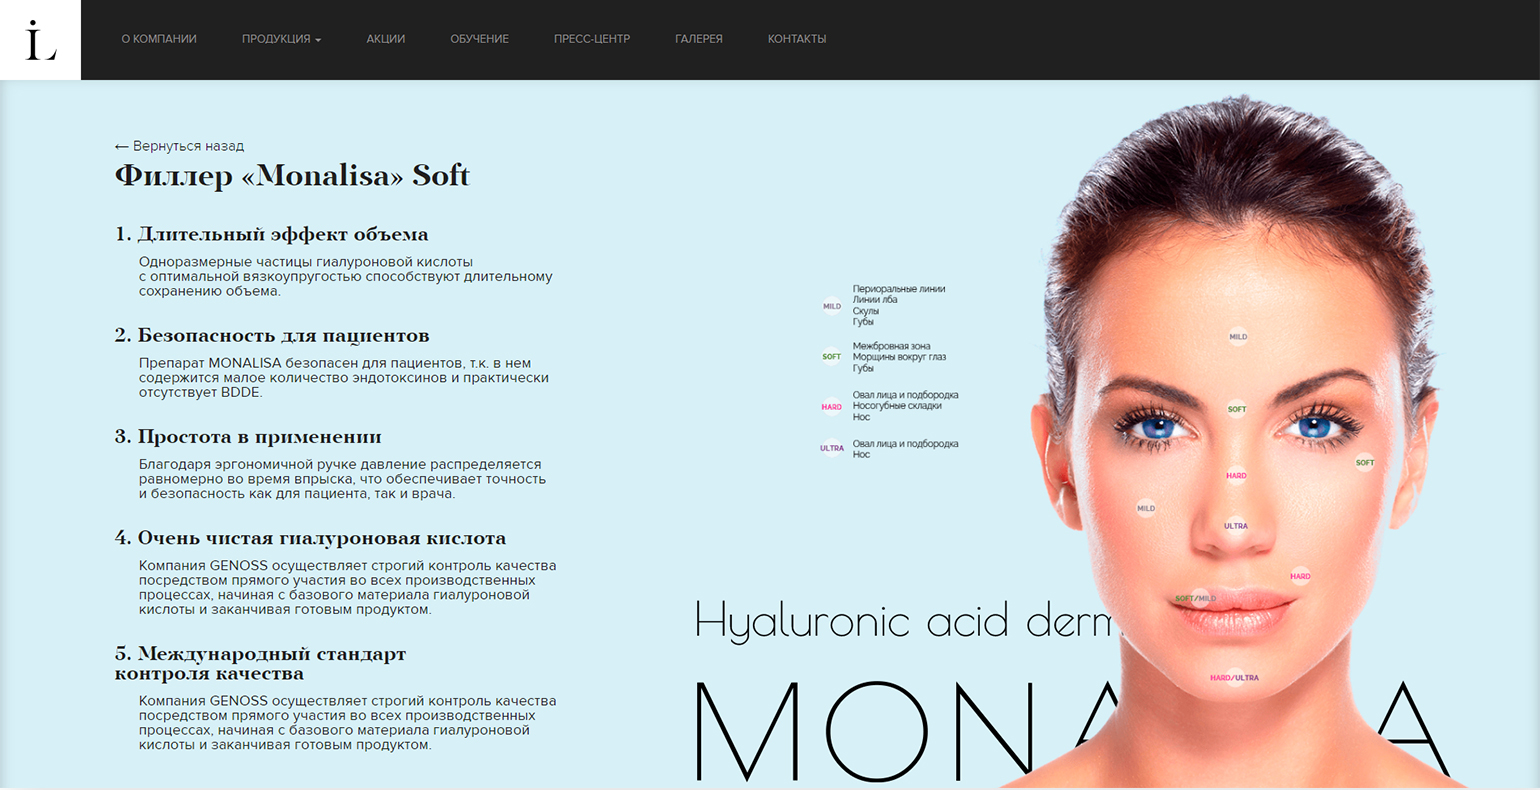 iL
О КОМПАНИИ
ПРОДУКЦИЯ
АКЦИИ
ОБУЧЕНИЕ
ПРЕСС-ЦЕНТР
ГАЛЕРЕЯ
КОНТАКТЫ
← Вернуться назад
Филлер «Monalisa» Soft
1. Длительный эффект объема
Одноразмерные частицы гиалуроновой кислоты
с оптимальной вязкоупругостью способствуют длительному
сохранению объема.
2. Безопасность для пациентов
Препарат MONALISA безопасен для пациентов, т.к. в нем
содержится малое количество эндотоксинов и практически
отсутствует BDDE.
3. Простота в применении
Благодаря эргономичной ручке давление распределяется
равномерно во время впрыска, что обеспечивает точность
и безопасность как для пациента, так и врача.
4. Очень чистая гиалуроновая кислота
Компания GENOSS осуществляет строгий контроль качества
посредством прямого участия во всех производственных
процессах, начиная с базового материала гиалуроновой
кислоты и заканчивая готовым продуктом.
5. Международный стандарт
контроля качества
Компания GENOSS осуществляет строгий контроль качества
посредством прямого участия во всех производственных
процессах, начиная с базового материала гиалуроновой
кислоты и заканчивая готовым продуктом.
MILD
Периоральные линии
Линии лба
Скулы
Губы
SOFT
Межбровная зона
Морщины вокруг глаз
Губы
HARD
Овал лица и подбородка
Носогубные складки
Нос
ULTRA
Овал лица и подбородка
Нос
MILD
SOFT
SOFT
HARD
MILD
ULTRA
HARD
SOFT/MILD
HARD/ULTRA
Hyaluronic acid derm
MONA A